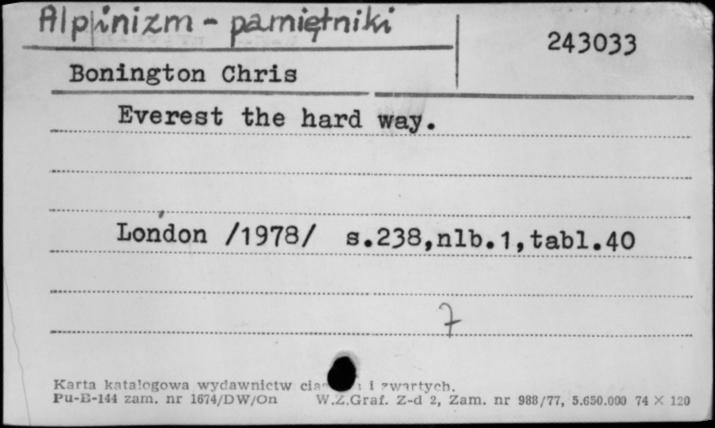 Alpinizm - pamiętniki
243033
Bonington Chris
Everest the hard way.
London /1978/ s.238,nlb.1,tabl.40
7
Karta katalogowa wydawnictw i zwartych.
Pu-B-144 zam. nr 1674/DW/On W.Z.Graf. Z-d 2, Zam. nr 988/77, 5.650.000 74 × 120